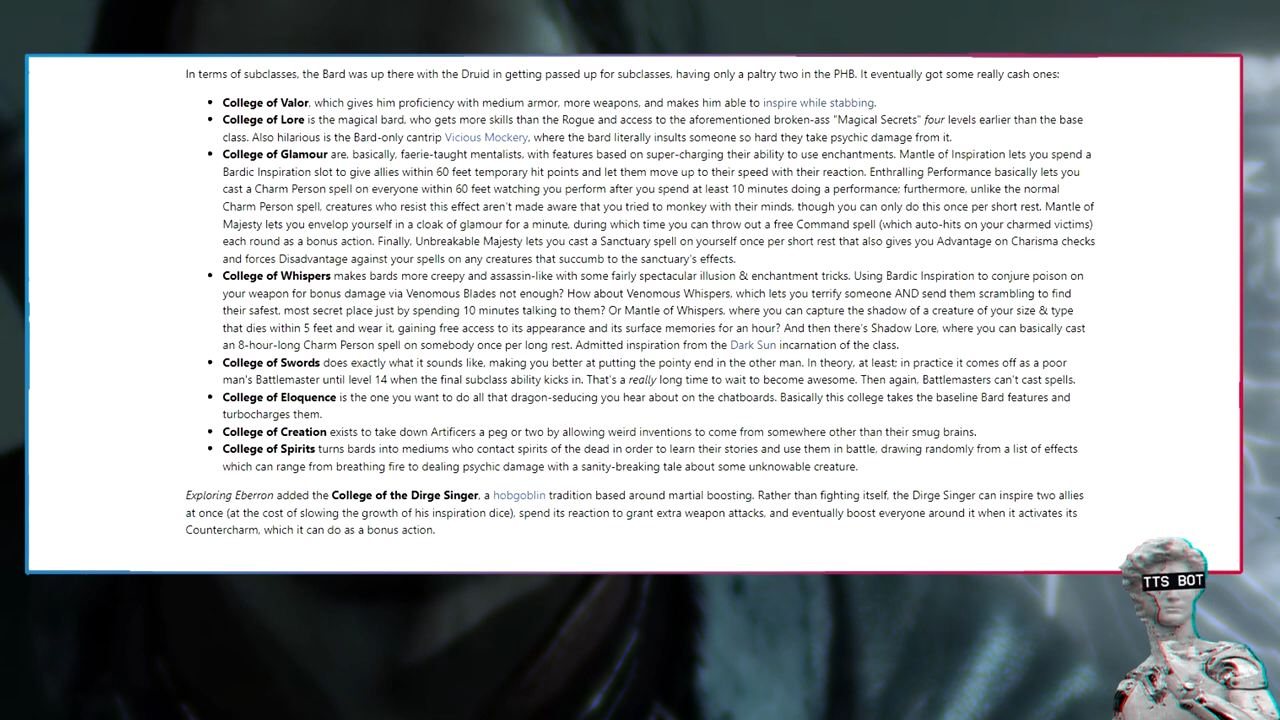 In terms of subclasses, the Bard was up there with the Druid in getting passed up for subclasses, having only a paltry two in the PHB. It eventually got some really cash ones:
• College of Valor, which gives him proficiency with medium armor, more weapons, and makes him able to inspire while stabbing.
• College of Lore is the magical bard, who gets more skills than the Rogue and access to the aforementioned broken-ass "Magical Secrets" four levels earlier than the base
class. Also hilarious is the Bard-only cantrip Vicious Mockery, where the bard literally insults someone so hard they take psychic damage from it.
• College of Glamour are, basically, faerie-taught mentalists, with features based on super-charging their ability to use enchantments. Mantle of Inspiration lets you spend a
Bardic Inspiration slot to give allies within 60 feet temporary hit points and let them move up to their speed with their reaction. Enthralling Performance basically lets you
cast a Charm Person spell on everyone within 60 feet watching you perform after you spend at least 10 minutes doing a performance; furthermore, unlike the normal
Charm Person spell, creatures who resist this effect aren't made aware that you tried to monkey with their minds, though you can only do this once per short rest. Mantle of
Majesty lets you envelop yourself in a cloak of glamour for a minute, during which time you can throw out a free Command spell (which auto-hits on your charmed victims)
each round as a bonus action. Finally, Unbreakable Majesty lets you cast a Sanctuary spell on yourself once per short rest that also gives you Advantage on Charisma checks
and forces Disadvantage against your spells on any creatures that succumb to the sanctuary's effects.
• College of Whispers makes bards more creepy and assassin-like with some fairly spectacular illusion & enchantment tricks. Using Bardic Inspiration to conjure poison on
your weapon for bonus damage via Venomous Blades not enough? How about Venomous Whispers, which lets you terrify someone AND send them scrambling to find
their safest, most secret place just by spending 10 minutes talking to them? Or Mantle of Whispers, where you can capture the shadow of a creature of your size & type
that dies within 5 feet and wear it, gaining free access to its appearance and its surface memories for an hour? And then there's Shadow Lore, where you can basically cast
an 8-hour-long Charm Person spell on somebody once per long rest. Admitted inspiration from the Dark Sun incarnation of the class.
• College of Swords does exactly what it sounds like, making you better at putting the pointy end in the other man. In theory, at least; in practice it comes off as a poor
man's Battlemaster until level 14 when the final subclass ability kicks in. That's a really long time to wait to become awesome. Then again, Battlemasters can't cast spells.
• College of Eloquence is the one you want to do all that dragon-seducing you hear about on the chatboards. Basically this college takes the baseline Bard features and
turbocharges them.
• College of Creation exists to take down Artificers a peg or two by allowing weird inventions to come from somewhere other than their smug brains.
• College of Spirits turns bards into mediums who contact spirits of the dead in order to learn their stories and use them in battle, drawing randomly from a list of effects
which can range from breathing fire to dealing psychic damage with a sanity-breaking tale about some unknowable creature.
Exploring Eberron added the College of the Dirge Singer, a hobgoblin tradition based around martial boosting. Rather than fighting itself, the Dirge Singer can inspire two allies
at once (at the cost of slowing the growth of his inspiration dice), spend its reaction to grant extra weapon attacks, and eventually boost everyone around it when it activates its
Countercharm, which it can do as a bonus action.
TTS BOT